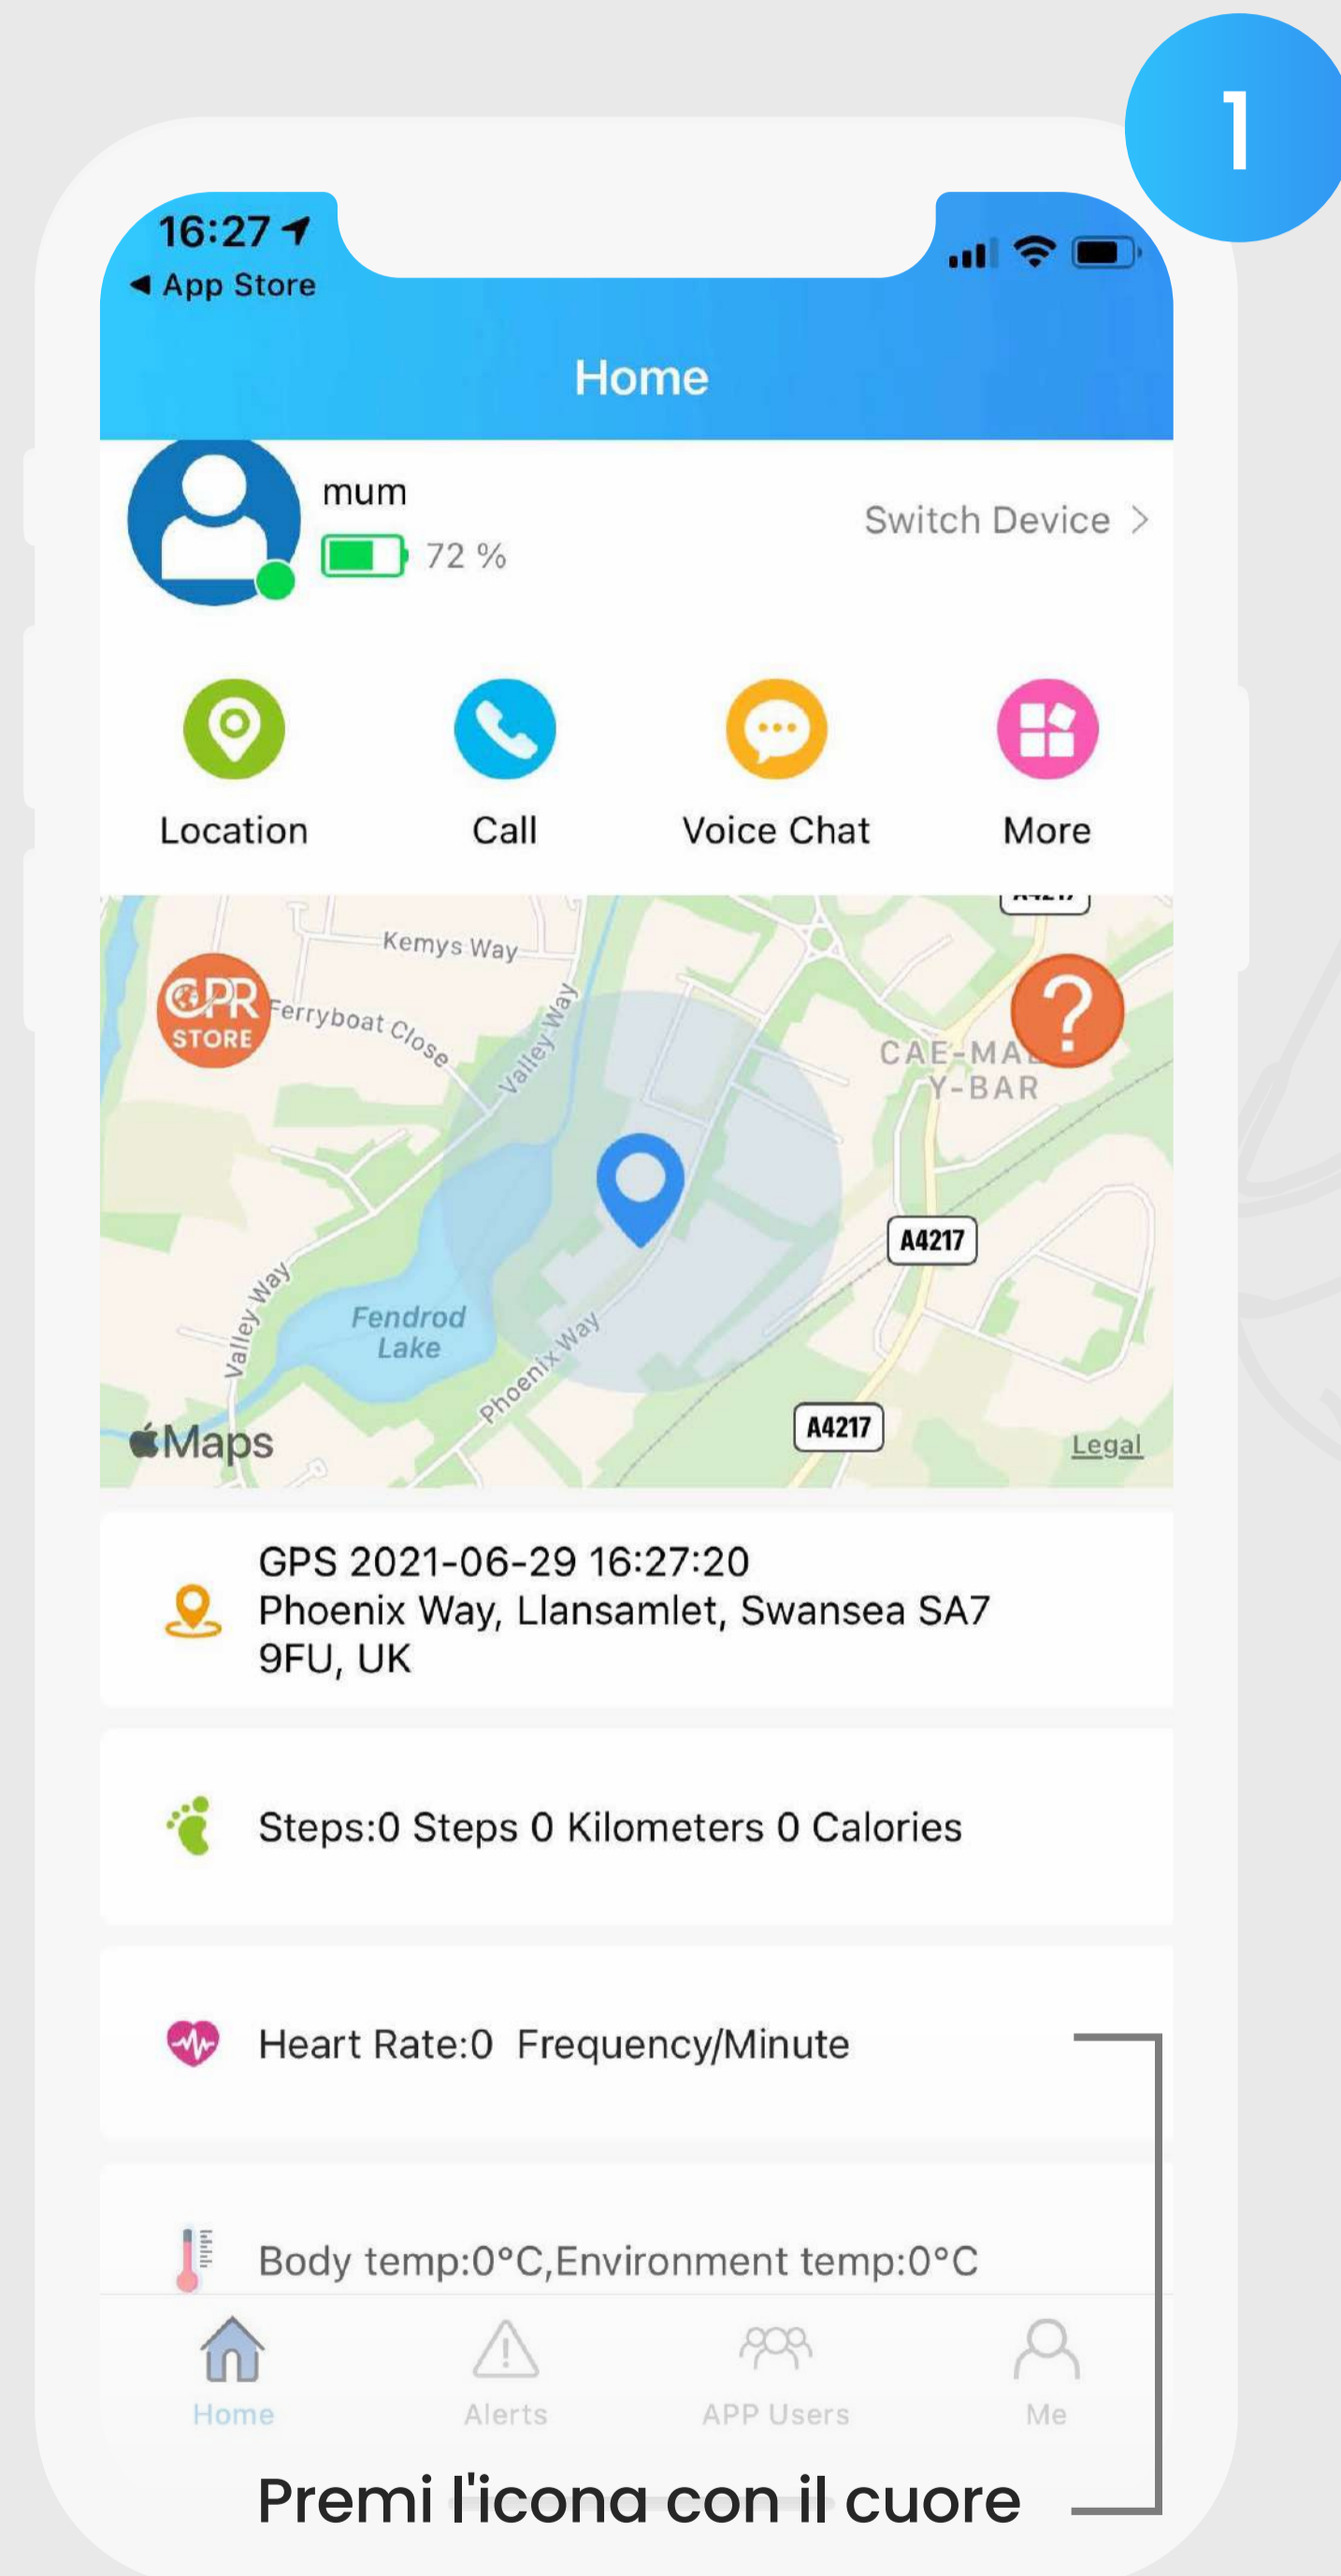 1
16:27
App Store
Home
mum
72 %
Switch Device
Location
Call
Voice Chat
More
Kemys Way
CPR
STORE
Ferryboat Close
Valley Way
?
Y-BAR
A4217
Valley Way
Fendrod
Lake
Phoenix Way
A4217
Maps
Legal
GPS 2021-06-29 16:27:20
Phoenix Way, Llansamlet, Swansea SA7
9FU, UK
Steps:0 Steps 0 Kilometers 0 Calories
Heart Rate:0 Frequency/Minute
Body temp:0°C,Environment temp:0°C
Home
Alerts
APP Users
Me
Premi l'icona con il cuore